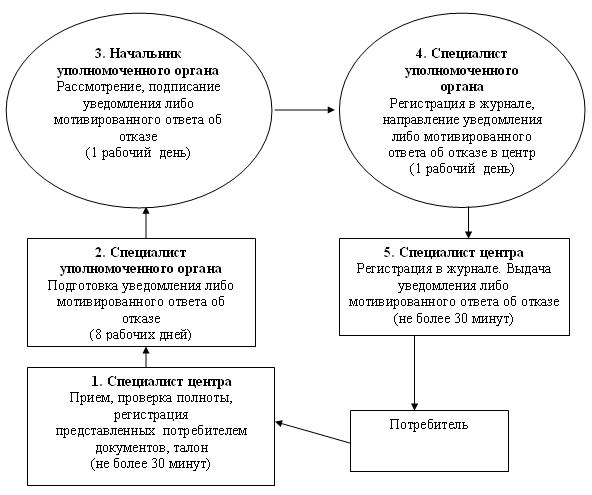 3. Начальник
уполномоченного органа
Рассмотрение, подписание
уведомления либо
мотивированного ответа об
отказе
(1 рабочий  день)
4. Специалист
уполномоченного
органа
Регистрация в журнале,
направление уведомления
либо мотивированного
ответа об отказе в центр
(1 рабочий  день)
2. Специалист
уполномоченного органа
Подготовка уведомления либо
мотивированного ответа об
отказе
(8 рабочих дней)
5. Специалист центра
Регистрация в журнале. Выдача
уведомления либо
мотивированного ответа об отказе
(не более 30 минут)
1. Специалист центра
Прием, проверка полноты,
регистрация
представленных  потребителем
документов, талон
(не более 30 минут)
Потребитель